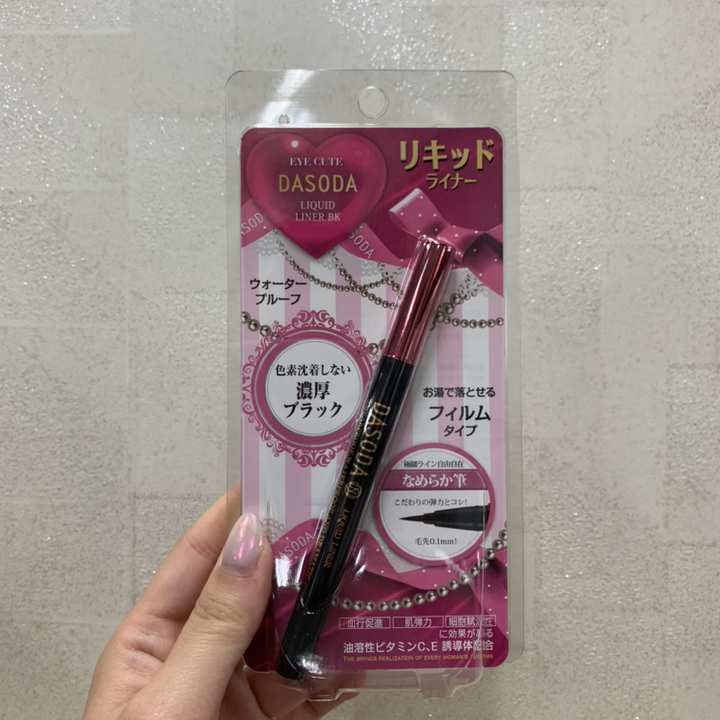 EYE CUTE
DASODA
LIQUID
LINER BK
リキッド
ライナー
ウォーター
プルーフ
色素沈着しない
濃厚
ブラック
お湯で落とせる
フィルム
タイプ
極細ライン自由自在
なめらか筆
こだわりの弾力とコシ!
毛先0.1mm!
DASODA
LIQUID LINER
DASODA
血行促進
肌弾力
細胞賦活性
に効果がある
油溶性ビタミンC、E 誘導体配合
THE BRINGS REALIZATION OF EVERY WOMAN'S